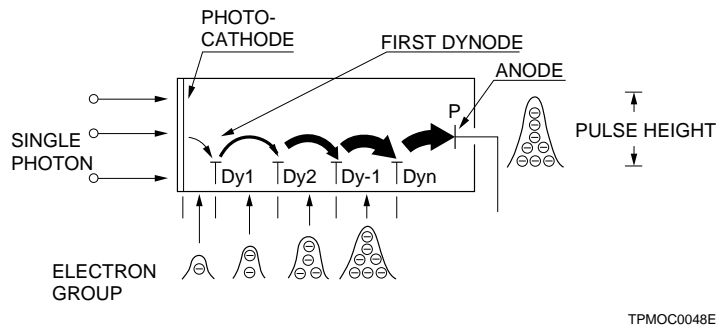 PHOTO-
CATHODE
FIRST DYNODE
ANODE
P
SINGLE
PHOTON
PULSE HEIGHT
Dy1 Dy2 Dy-1 Dyn
ELECTRON
GROUP
TPMOC0048E